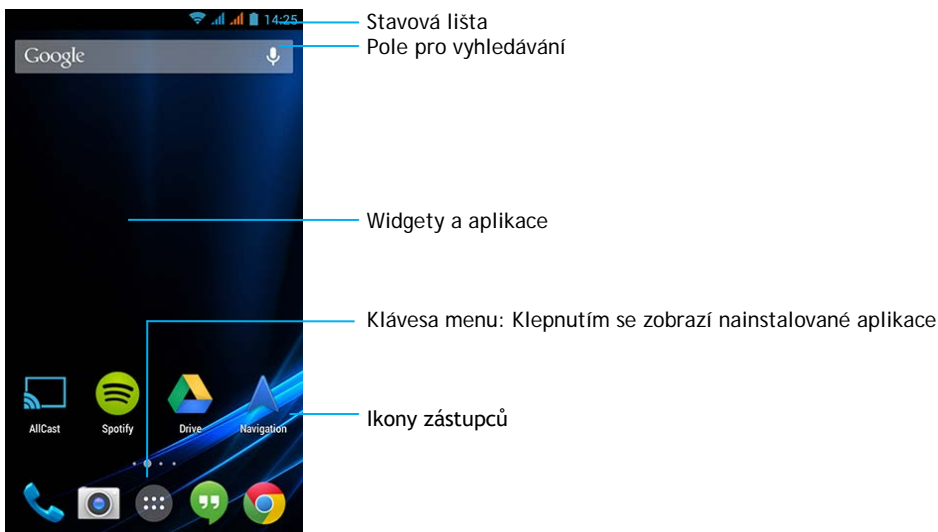 14:25
Stavová lišta
Google
Pole pro vyhledávání
Widgety a aplikace
Klávesa menu: Klepnutím se zobrazí nainstalované aplikace
AllCast Spotify Drive Navigation
Ikony zástupců